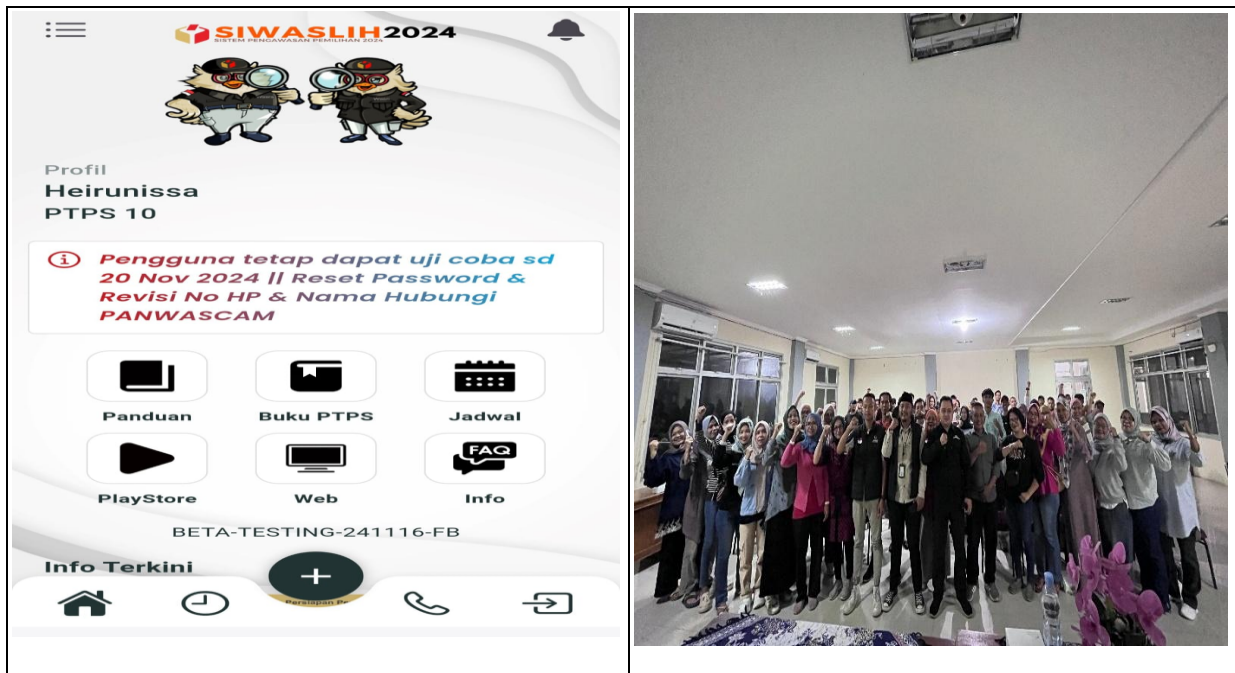 SIWASLIH2024
SISTEM PENGAWASAN PEMILIHAN 2024
Profil
Heirunissa
PTPS 10
Pengguna tetap dapat uji coba sd
20 Nov 2024 || Reset Password &
Revisi No HP & Nama Hubungi
PANWASCAM
Panduan
Buku PTPS
Jadwal
FAQ
PlayStore
Web
Info
BETA-TESTING-241116-FB
Info Terkini
+
Persiapan Pe